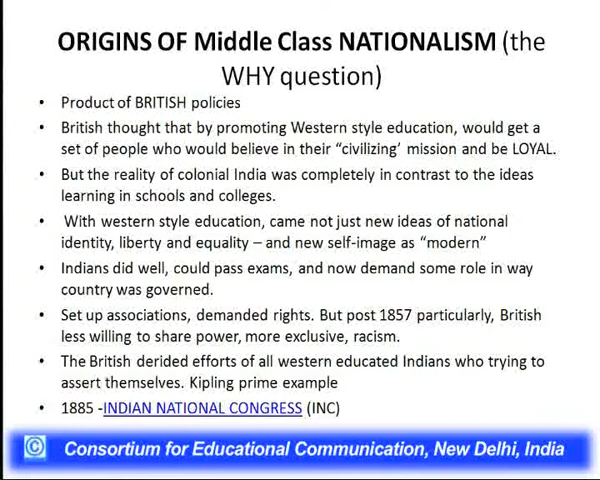 ORIGINS OF Middle Class NATIONALISM (the
WHY question)
• Product of BRITISH policies
• British thought that by promoting Western style education, would get a
set of people who would believe in their “civilizing’ mission and be LOYAL.
• But the reality of colonial India was completely in contrast to the ideas
learning in schools and colleges.
• With western style education, came not just new ideas of national
identity, liberty and equality – and new self-image as “modern”
• Indians did well, could pass exams, and now demand some role in way
country was governed.
• Set up associations, demanded rights. But post 1857 particularly, British
less willing to share power, more exclusive, racism.
• The British derided efforts of all western educated Indians who trying to
assert themselves. Kipling prime example
• 1885 -INDIAN NATIONAL CONGRESS (INC)
© Consortium for Educational Communication, New Delhi, India